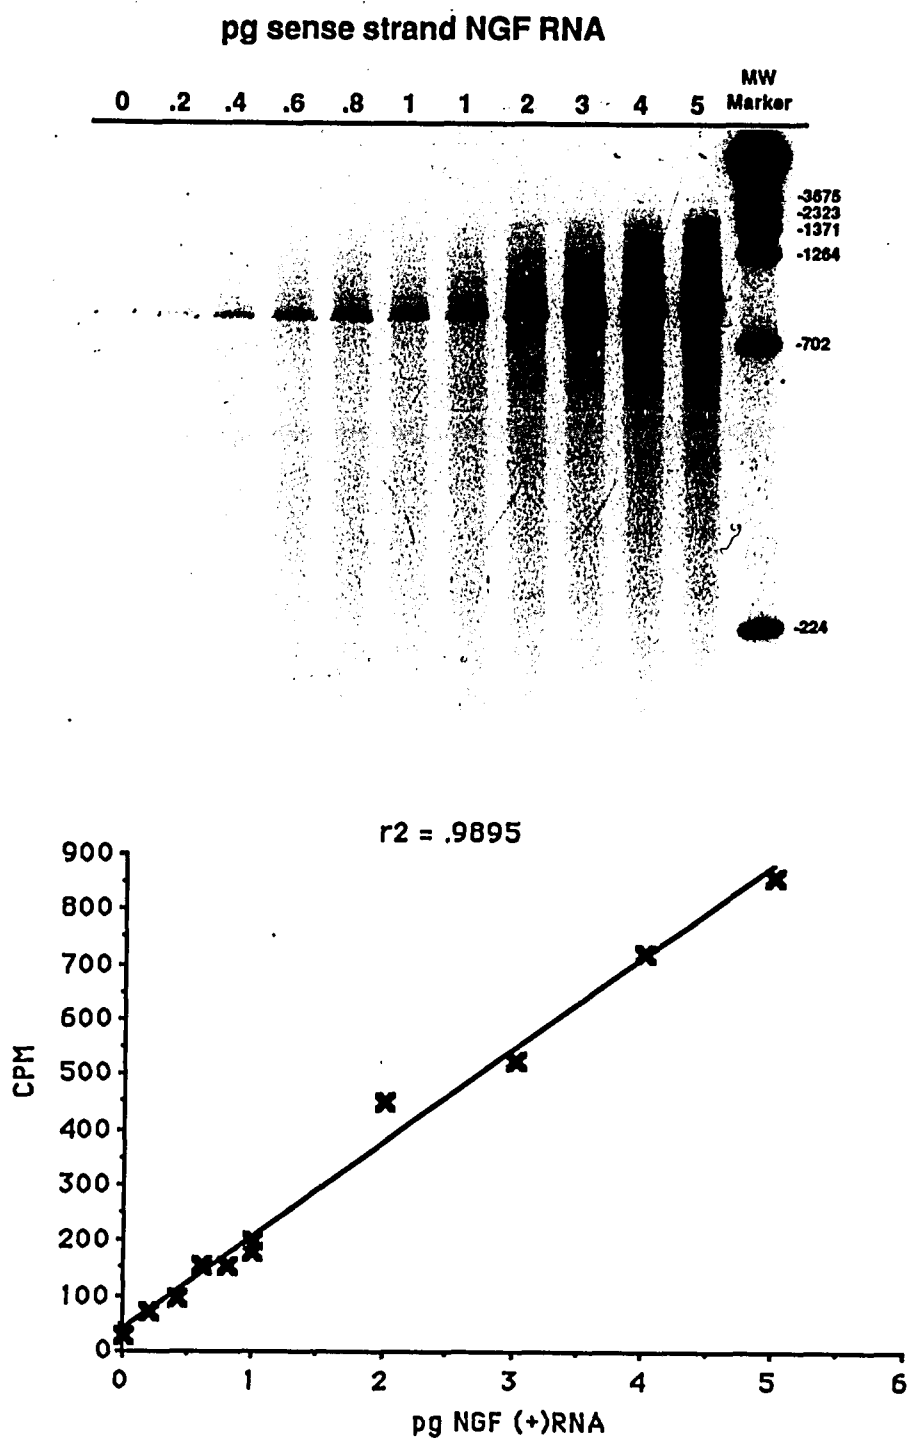 pg sense strand NGF RNA
MW
0 .2 .4 .6 .8 1 1 2 3 4 5 Marker
-3675
-2323
-1371
-1264
-702
-224
r2 = .9895
900
800
700
600
500
400
300
200
100
0
CPM
0 1 2 3 4 5 6
pg NGF (+)RNA